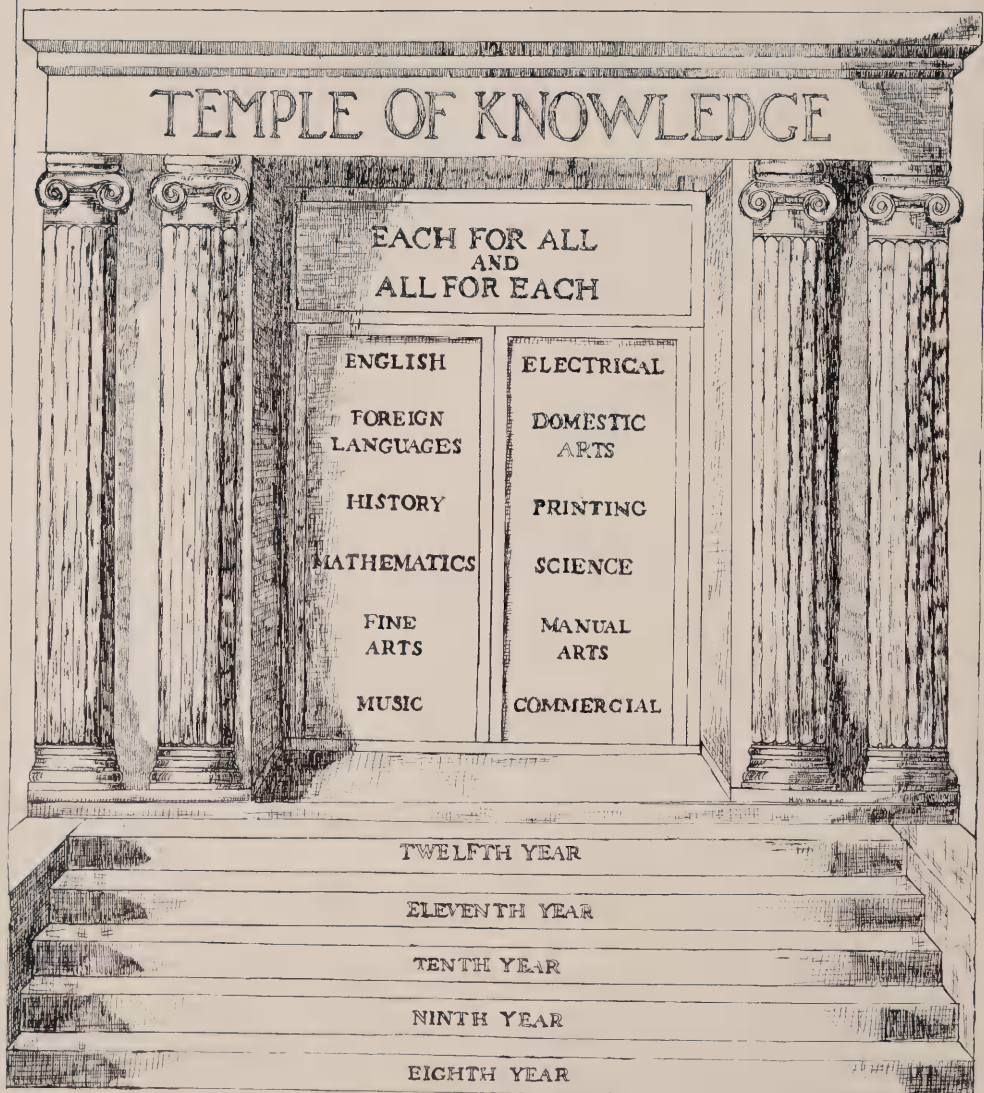 TEMPLE OF KNOWLEDGE
EACH FOR ALL
AND
ALL FOR EACH
ENGLISH
FOREIGN
LANGUAGES
HISTORY
MATHEMATICS
FINE
ARTS
MUSIC
ELECTRICAL
DOMESTIC
ARTS
PRINTING
SCIENCE
MANUAL
ARTS
COMMERCIAL
TWELFTH YEAR
ELEVENTH YEAR
TENTH YEAR
NINTH YEAR
EIGHTH YEAR